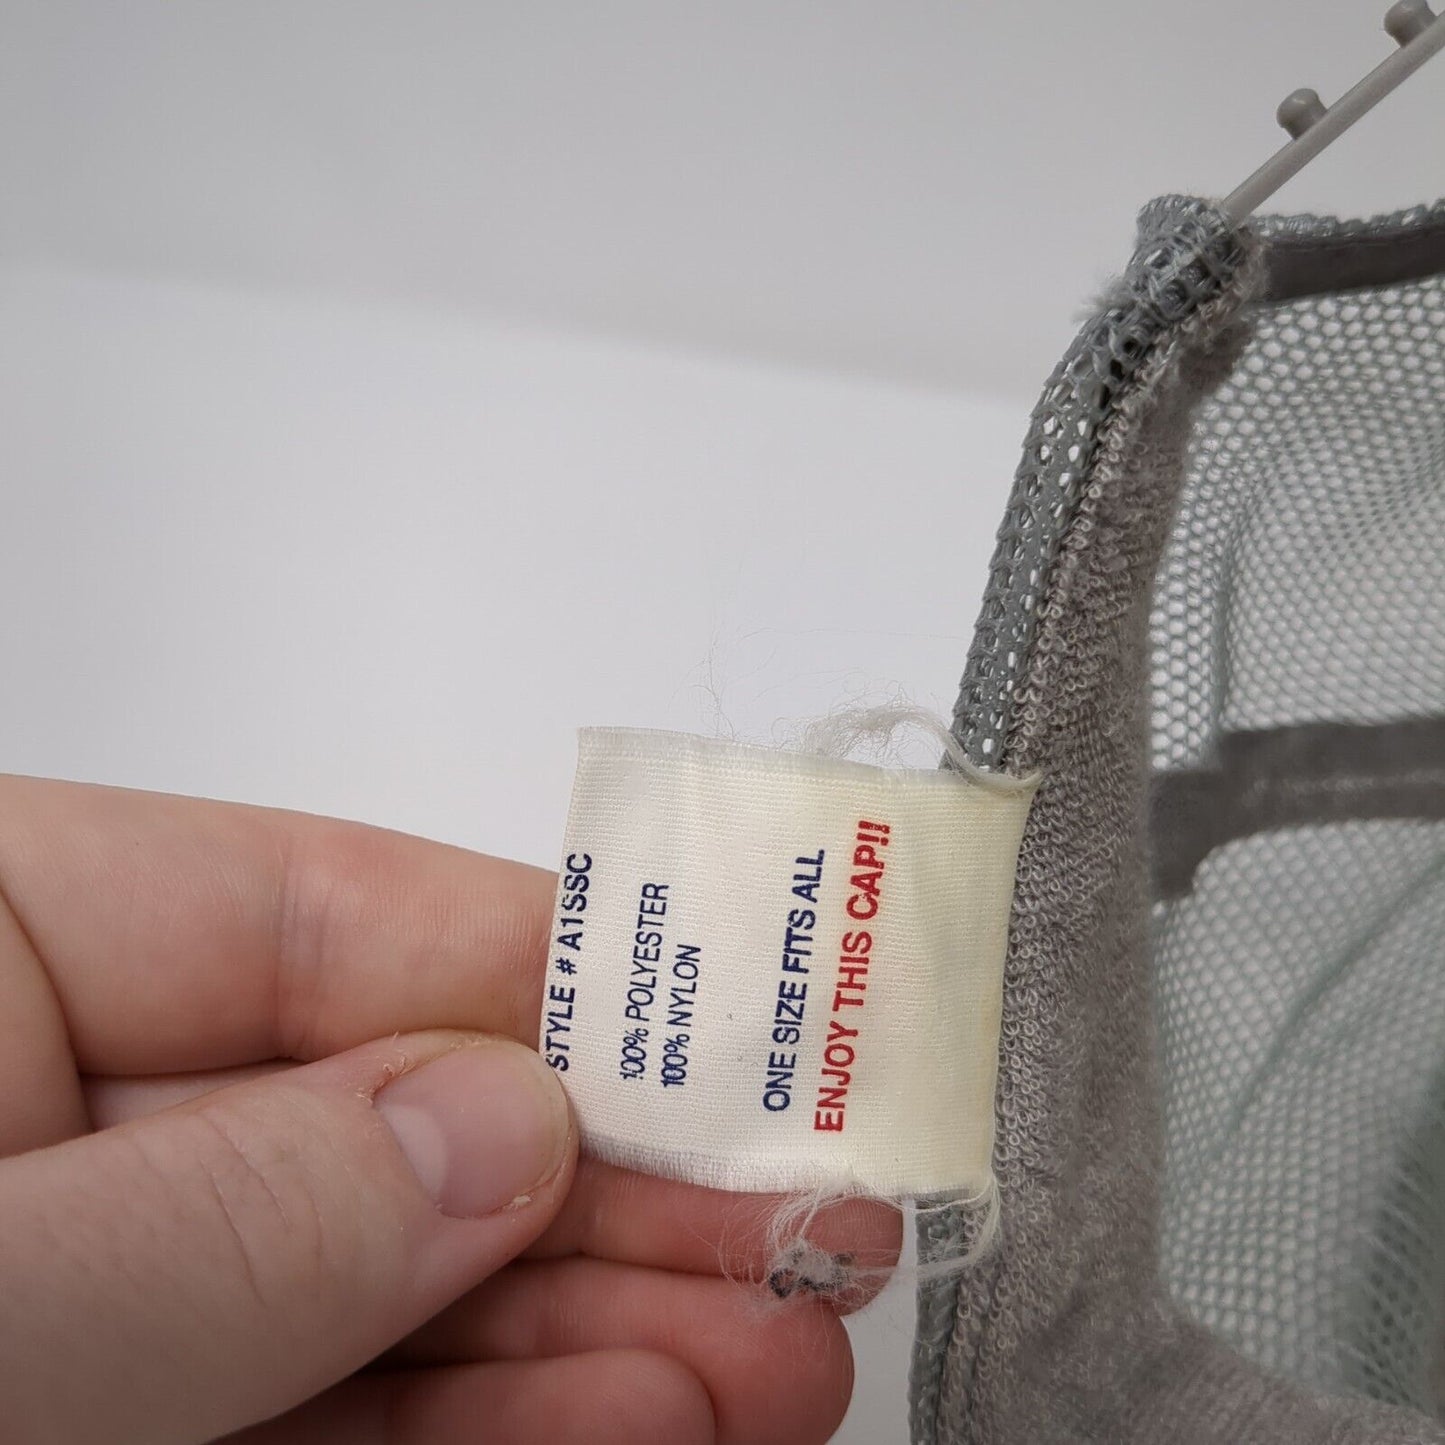 STYLE # A1SSC
100% POLYESTER
100% NYLON
ONE SIZE FITS ALL
ENJOY THIS CAP!!